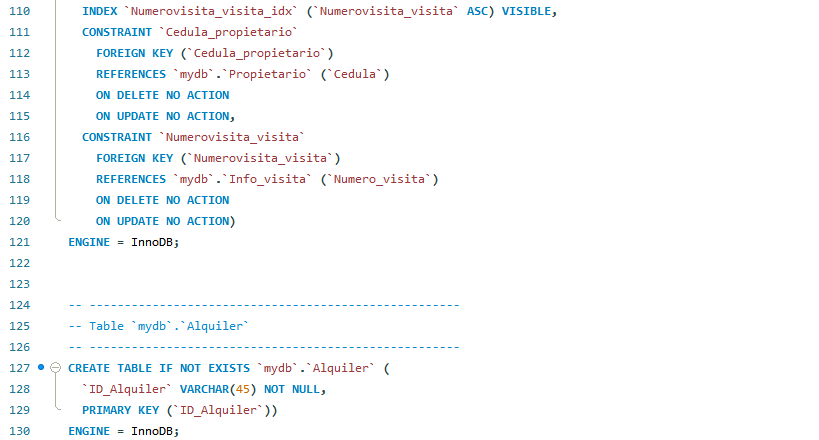 110 INDEX `Numerovisita_visita_idx` (`Numerovisita_visita` ASC) VISIBLE,
111 CONSTRAINT `Cedula_propietario`
112 FOREIGN KEY (`Cedula_propietario`)
113 REFERENCES `mydb`.`Propietario` (`Cedula`)
114 ON DELETE NO ACTION
115 ON UPDATE NO ACTION,
116 CONSTRAINT `Numerovisita_visita`
117 FOREIGN KEY (`Numerovisita_visita`)
118 REFERENCES `mydb`.`Info_visita` (`Numero_visita`)
119 ON DELETE NO ACTION
120 ON UPDATE NO ACTION)
121 ENGINE = InnoDB;
122
123
124 -- -----------------------------------------------------
125 -- Table `mydb`.`Alquiler`
126 -- -----------------------------------------------------
127 CREATE TABLE IF NOT EXISTS `mydb`.`Alquiler` (
128 `ID_Alquiler` VARCHAR(45) NOT NULL,
129 PRIMARY KEY (`ID_Alquiler`))
130 ENGINE = InnoDB;